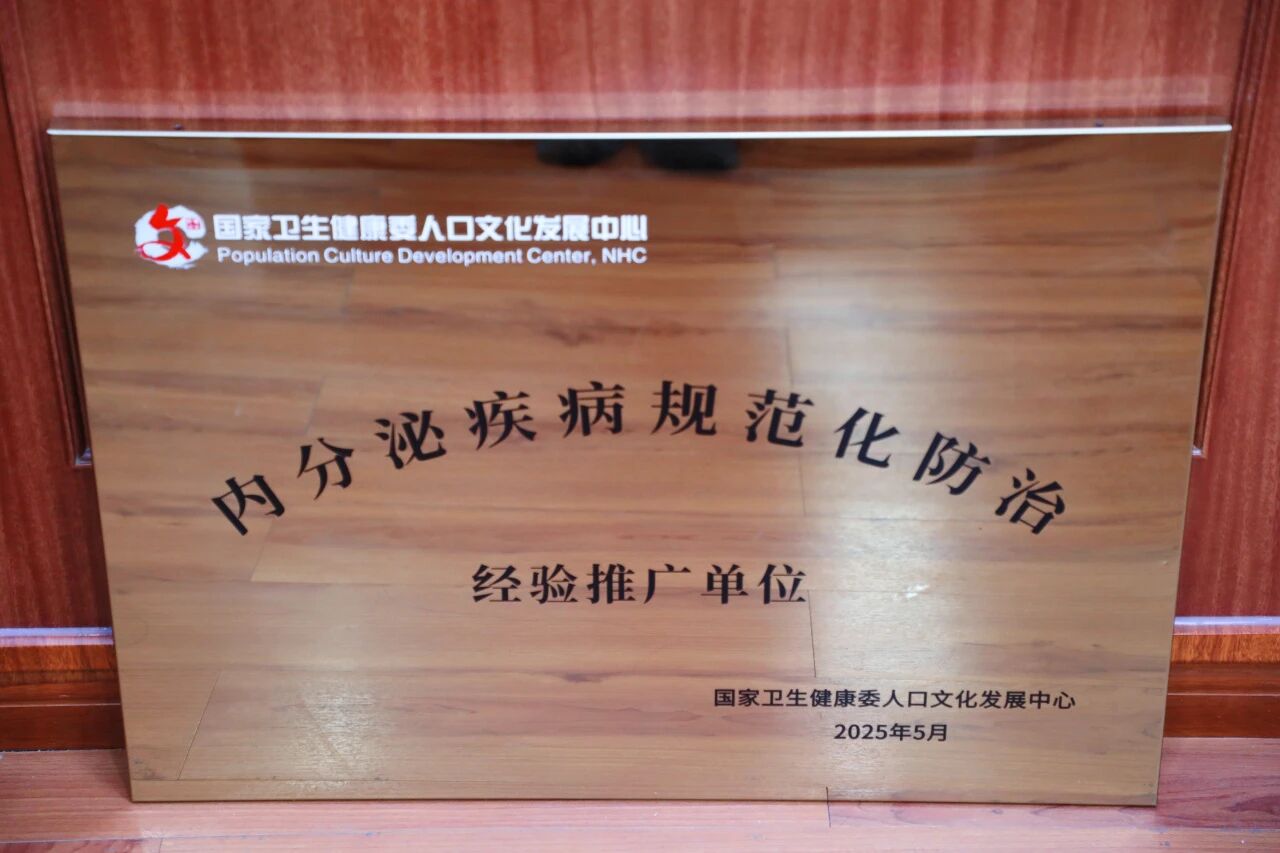 国家卫生健康委人口文化发展中心
Population Culture Development Center, NHC
内分泌疾病规范化防治
经验推广单位
国家卫生健康委人口文化发展中心
2025年5月